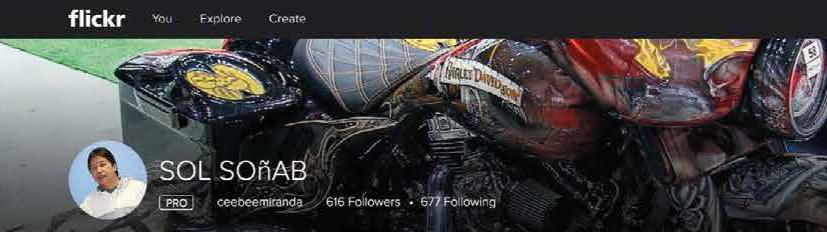 flickr You Explore Create
HARLEY DAVIDSON
SOL SOñAB
PRO ceebeemiranda 616 Followers • 677 Following